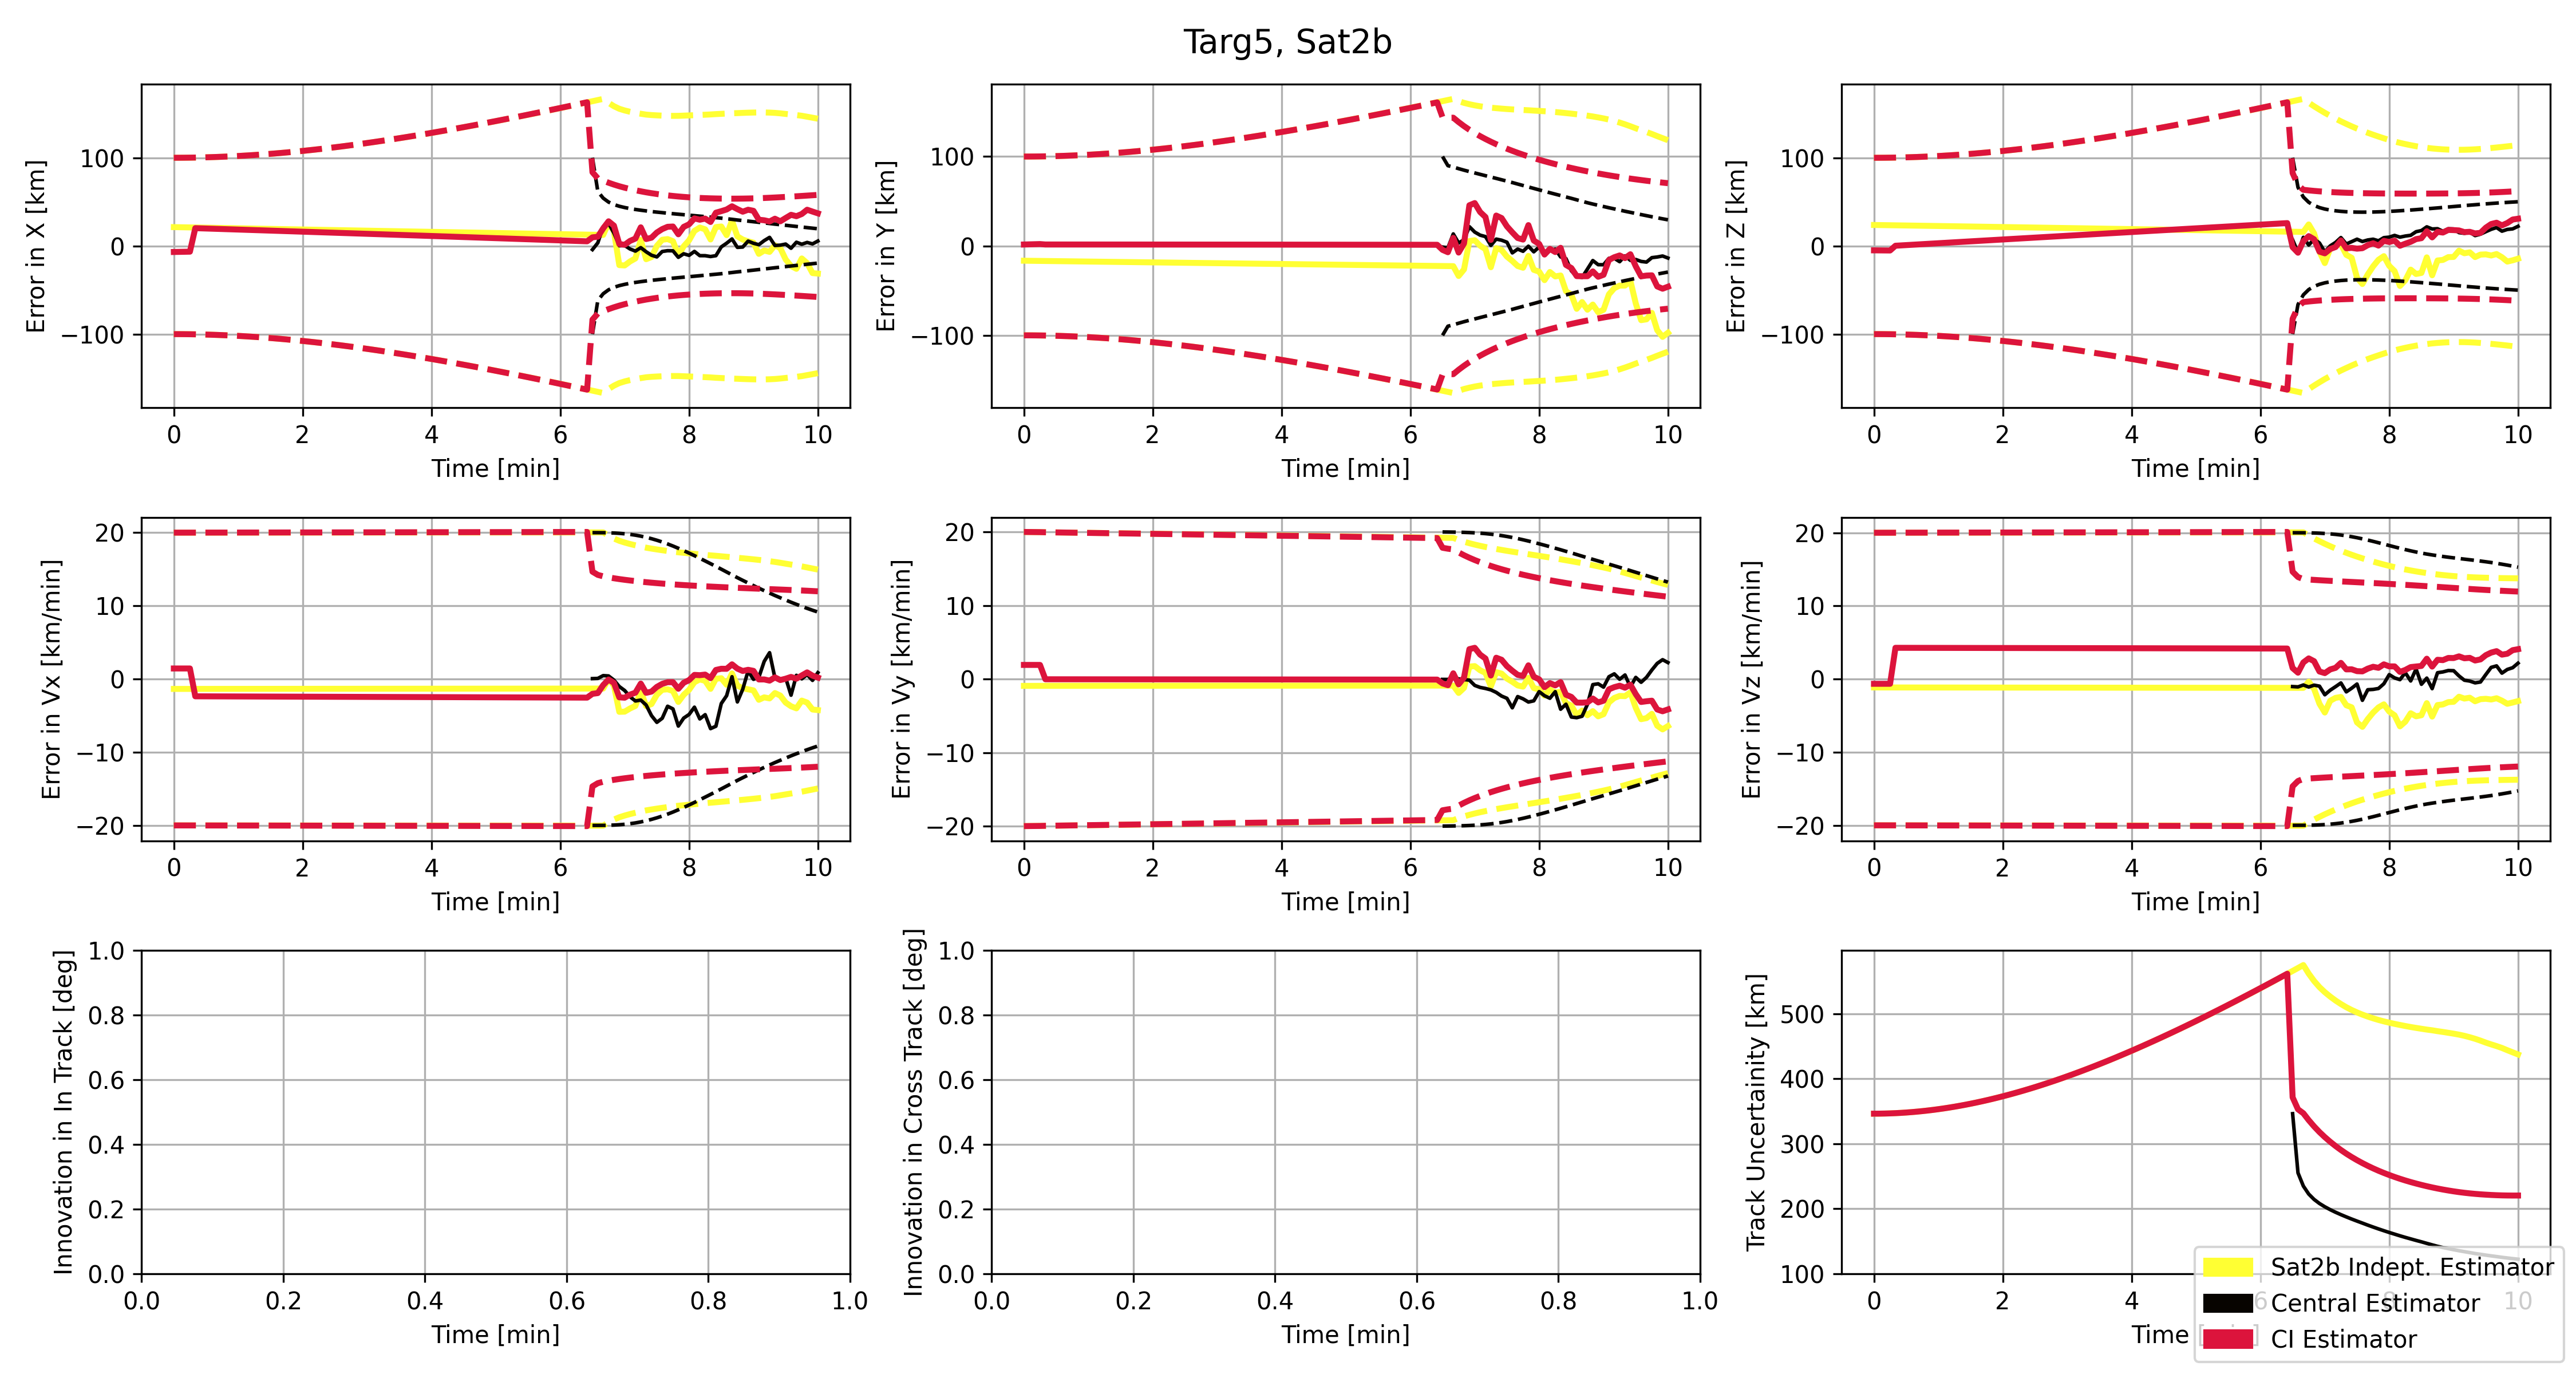 Targ5, Sat2b
Error in X [km]
100
0
−100
0 2 4 6 8 10
Time [min]
Error in Y [km]
100
0
−100
0 2 4 6 8 10
Time [min]
Error in Z [km]
100
0
−100
0 2 4 6 8 10
Time [min]
Error in Vx [km/min]
20
10
0
−10
−20
0 2 4 6 8 10
Time [min]
Error in Vy [km/min]
20
10
0
−10
−20
0 2 4 6 8 10
Time [min]
Error in Vz [km/min]
20
10
0
−10
−20
0 2 4 6 8 10
Time [min]
Innovation in In Track [deg]
1.0
0.8
0.6
0.4
0.2
0.0
0.0 0.2 0.4 0.6 0.8 1.0
Time [min]
Innovation in Cross Track [deg]
1.0
0.8
0.6
0.4
0.2
0.0
0.0 0.2 0.4 0.6 0.8 1.0
Time [min]
Track Uncertainity [km]
500
400
300
200
100
0 2 4 6 8 10
Time [min]
Sat2b Indept. Estimator
Central Estimator
CI Estimator